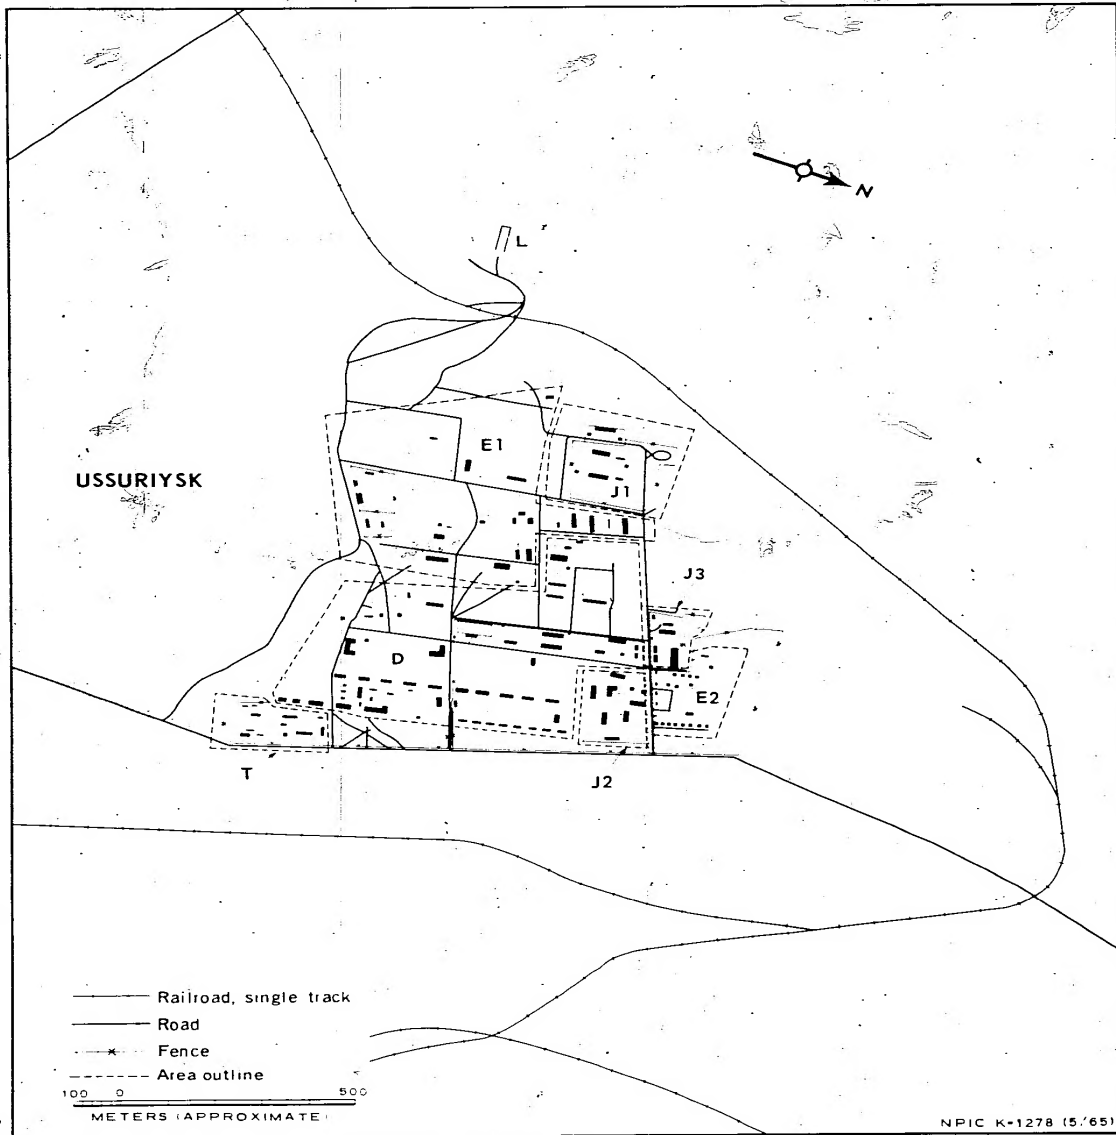 N
L
E1
USSURIYSK
J1
J3
D
E2
T
J2
Railroad, single track
Road
Fence
Area outline
100 0 500
METERS (APPROXIMATE)
NPIC K-1278 (5/65)